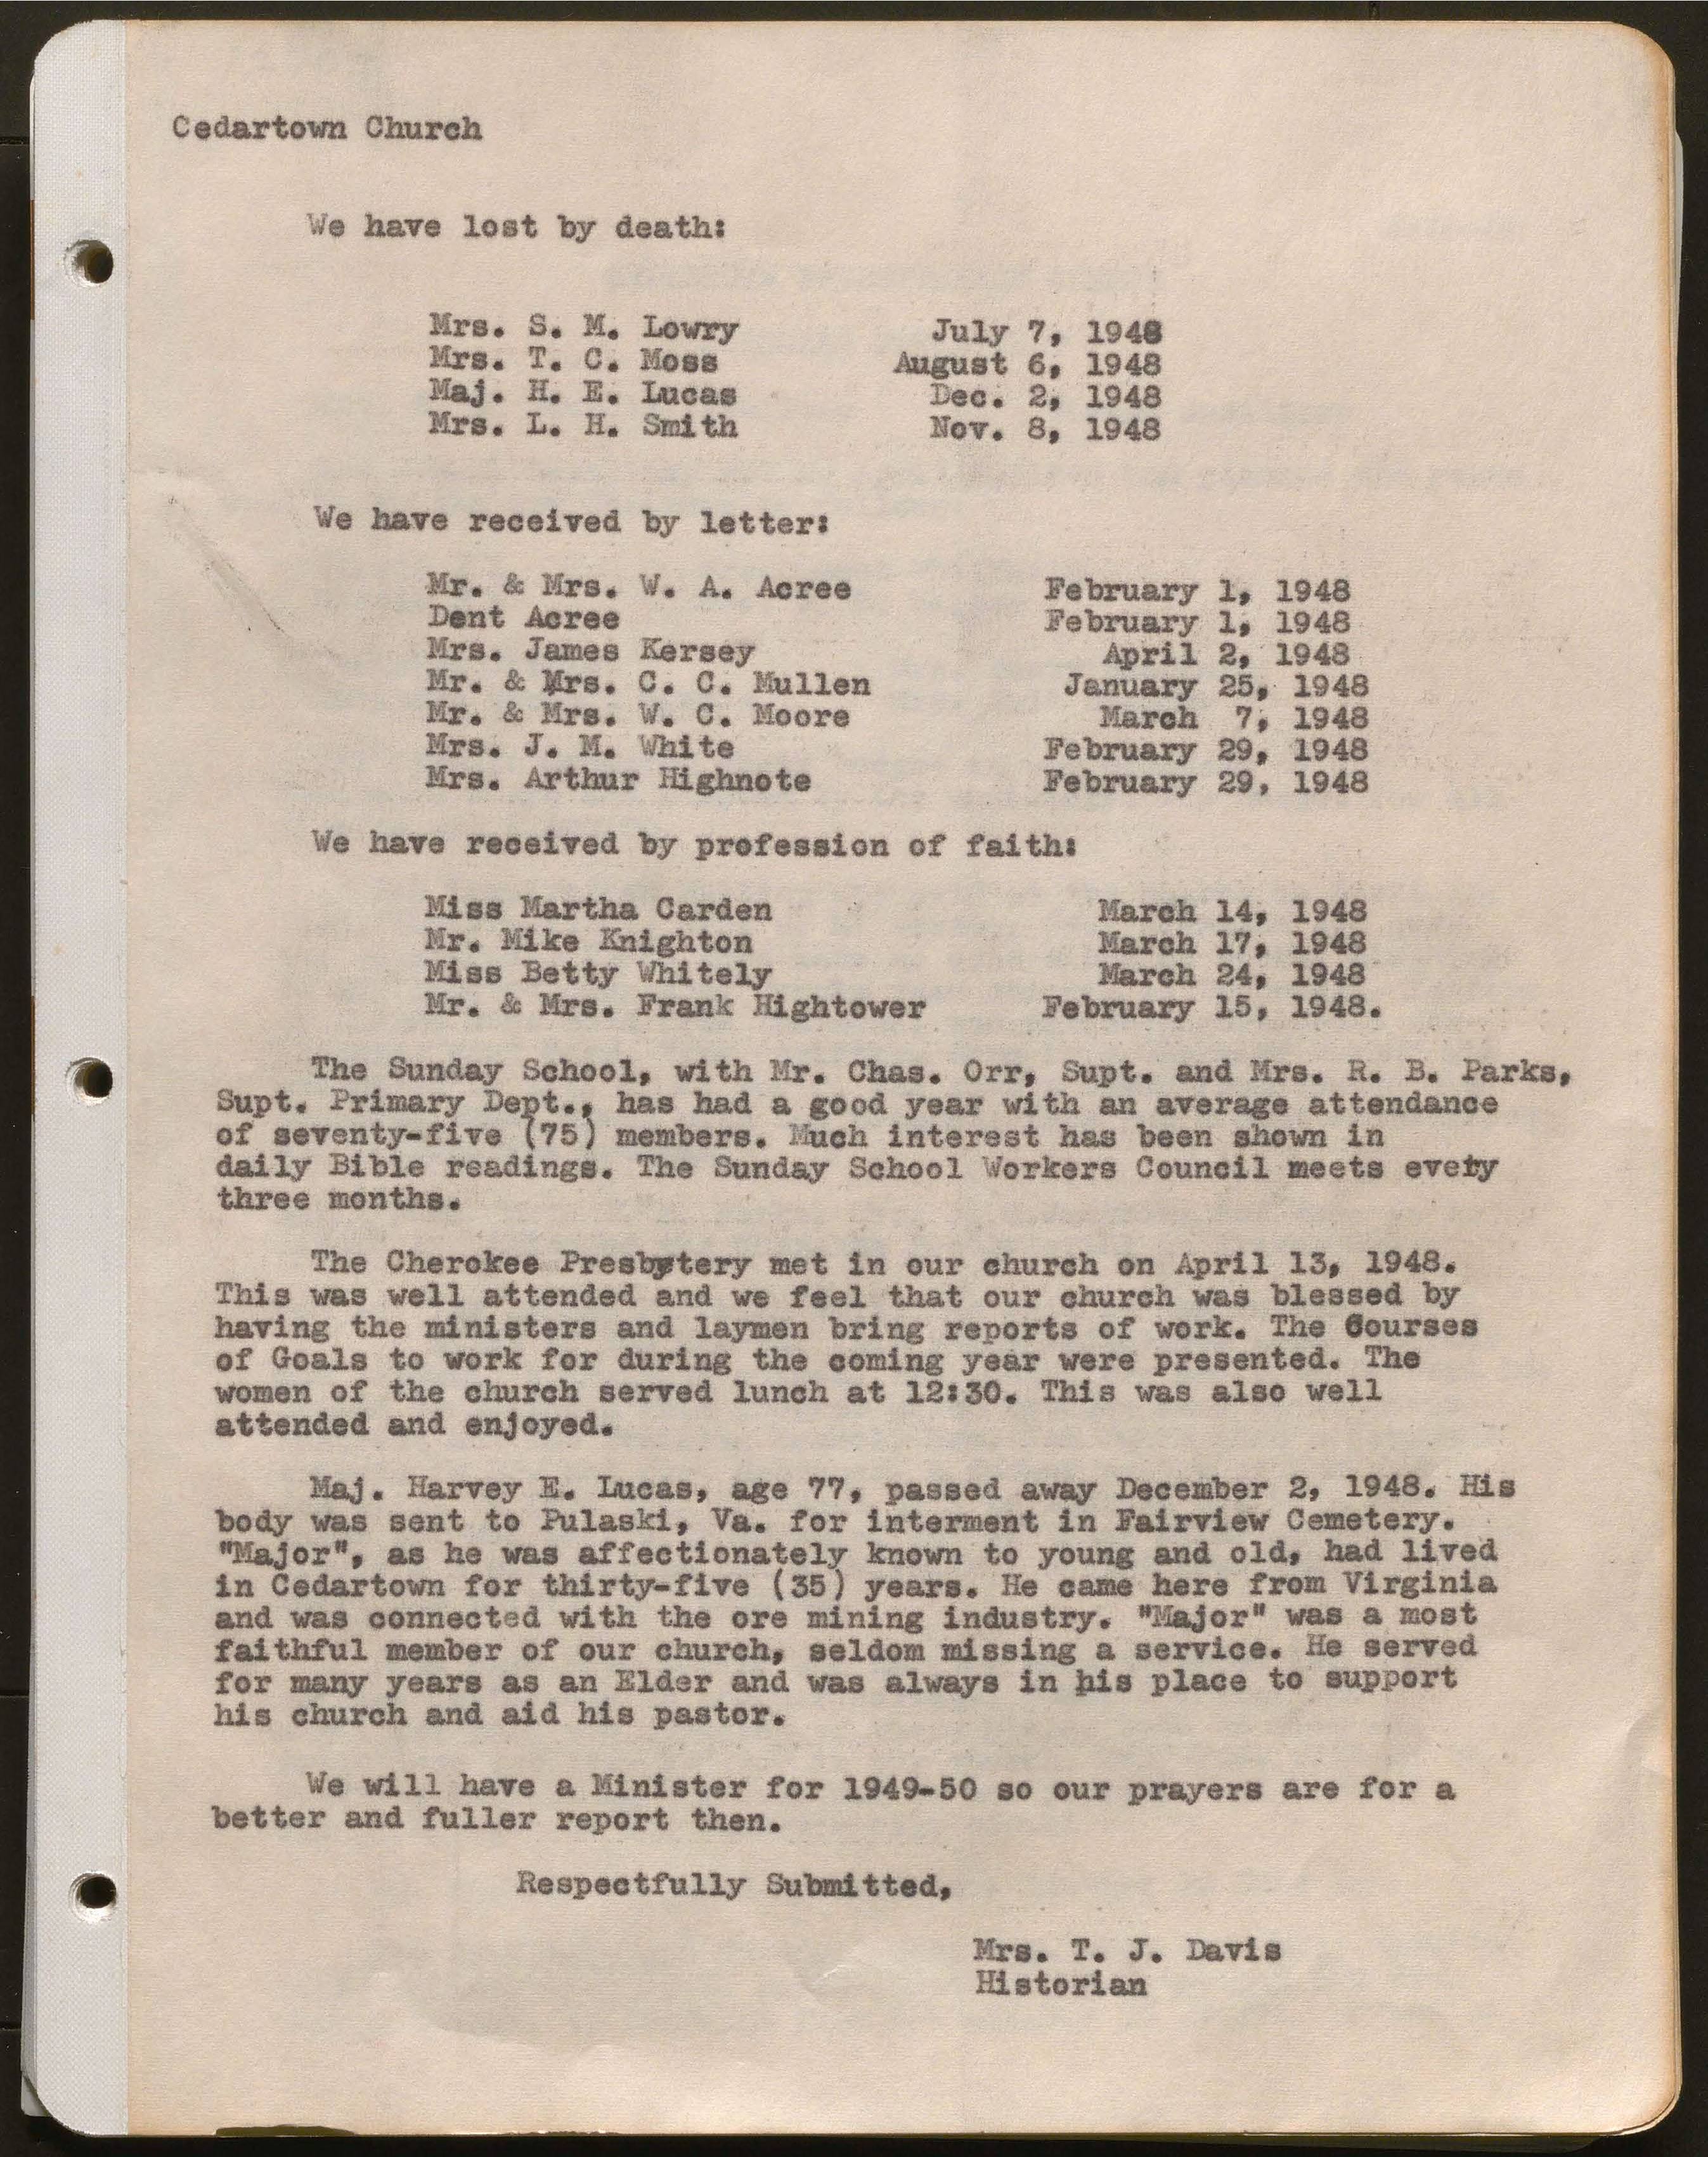 Cedartown Church
We have lost by death:
Mrs. S. M. Lowry July 7, 1948
Mrs. T. C. Moss August 6, 1948
Maj. H. E. Lucas Dec. 2, 1948
Mrs. L. H. Smith Nov. 8, 1948
We have received by letter:
Mr. & Mrs. W. A. Acree February 1, 1948
Dent Acree February 1, 1948
Mrs. James Kersey April 2, 1948
Mr. & Mrs. C. C. Mullen January 25, 1948
Mr. & Mrs. W. C. Moore March 7, 1948
Mrs. J. M. White February 29, 1948
Mrs. Arthur Highnote February 29, 1948
We have received by profession of faith:
Miss Martha Carden March 14, 1948
Mr. Mike Knighton March 17, 1948
Miss Betty Whitely March 24, 1948
Mr. & Mrs. Frank Hightower February 15, 1948.
The Sunday School, with Mr. Chas. Orr, Supt. and Mrs. R. B. Parks,
Supt. Primary Dept., has had a good year with an average attendance
of seventy-five (75) members. Much interest has been shown in
daily Bible readings. The Sunday School Workers Council meets every
three months.
The Cherokee Presbytery met in our church on April 13, 1948.
This was well attended and we feel that our church was blessed by
having the ministers and laymen bring reports of work. The Courses
of Goals to work for during the coming year were presented. The
women of the church served lunch at 12:30. This was also well
attended and enjoyed.
Maj. Harvey E. Lucas, age 77, passed away December 2, 1948. His
body was sent to Pulaski, Va. for interment in Fairview Cemetery.
"Major", as he was affectionately known to young and old, had lived
in Cedartown for thirty-five (35) years. He came here from Virginia
and was connected with the ore mining industry. "Major" was a most
faithful member of our church, seldom missing a service. He served
for many years as an Elder and was always in his place to support
his church and aid his pastor.
We will have a Minister for 1949-50 so our prayers are for a
better and fuller report then.
Respectfully Submitted,
Mrs. T. J. Davis
Historian